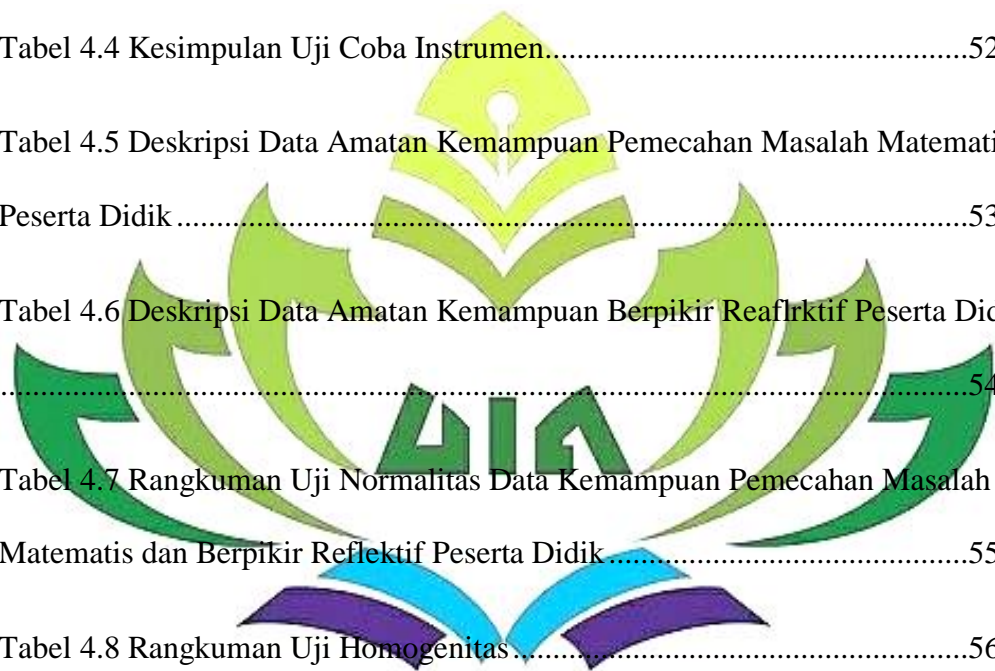 Tabel 4.4 Kesimpulan Uji Coba Instrumen.................................................52
Tabel 4.5 Deskripsi Data Amatan Kemampuan Pemecahan Masalah Matemati
Peserta Didik...............................................................................................53
Tabel 4.6 Deskripsi Data Amatan Kemampuan Berpikir Reaflrktif Peserta Did
....................................................................................................................54
UIN
Tabel 4.7 Rangkuman Uji Normalitas Data Kemampuan Pemecahan Masalah
Matematis dan Berpikir Reflektif Peserta Didik...........................................55
Tabel 4.8 Rangkuman Uji Homogenitas......................................................56